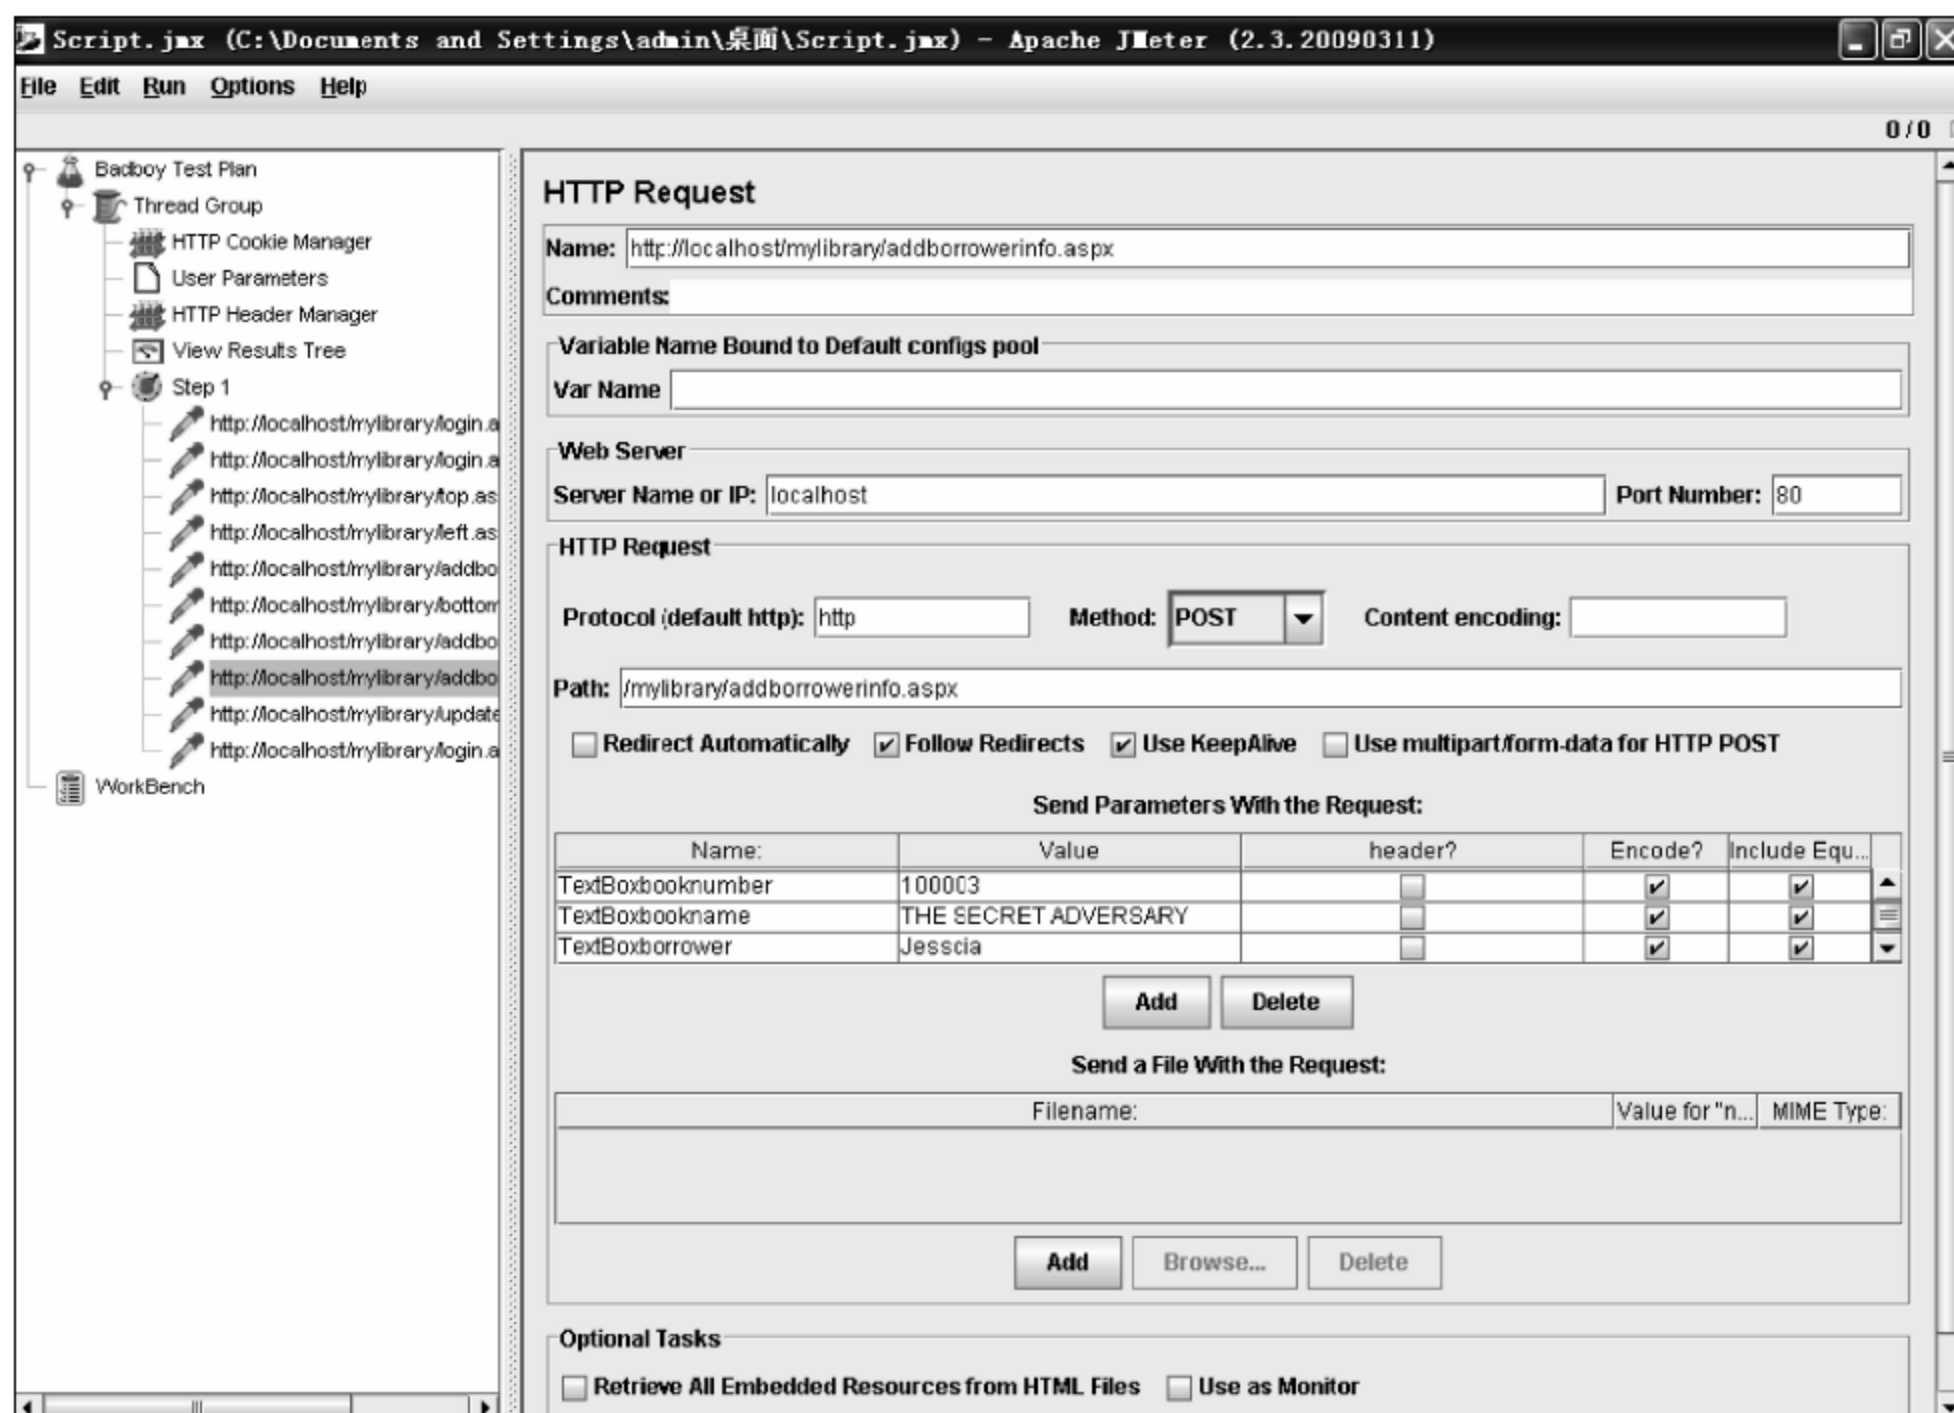 Script.jmx (C:\Documents and Settings\admin\桌面\Script.jmx) - Apache JMeter (2.3.20090311)
File Edit Run Options Help
0/0
Badboy Test Plan
Thread Group
HTTP Cookie Manager
User Parameters
HTTP Header Manager
View Results Tree
Step 1
http://localhost/mylibrary/login.a
http://localhost/mylibrary/login.a
http://localhost/mylibrary/top.as
http://localhost/mylibrary/left.as
http://localhost/mylibrary/addbo
http://localhost/mylibrary/bottom
http://localhost/mylibrary/addbo
http://localhost/mylibrary/addbo
http://localhost/mylibrary/update
http://localhost/mylibrary/login.a
WorkBench
HTTP Request
Name: http://localhost/mylibrary/addborrowerinfo.aspx
Comments:
Variable Name Bound to Default configs pool
Var Name
Web Server
Server Name or IP: localhost Port Number: 80
HTTP Request
Protocol (default http): http Method: POST Content encoding:
Path: /mylibrary/addborrowerinfo.aspx
Redirect Automatically Follow Redirects Use KeepAlive Use multipart/form-data for HTTP POST
Send Parameters With the Request:
Name: Value header? Encode? Include Equ...
TextBoxbooknumber 100003
TextBoxbookname THE SECRET ADVERSARY
TextBoxborrower Jesscia
Add Delete
Send a File With the Request:
Filename: Value for "n... MIME Type:
Add Browse... Delete
Optional Tasks
Retrieve All Embedded Resources from HTML Files Use as Monitor